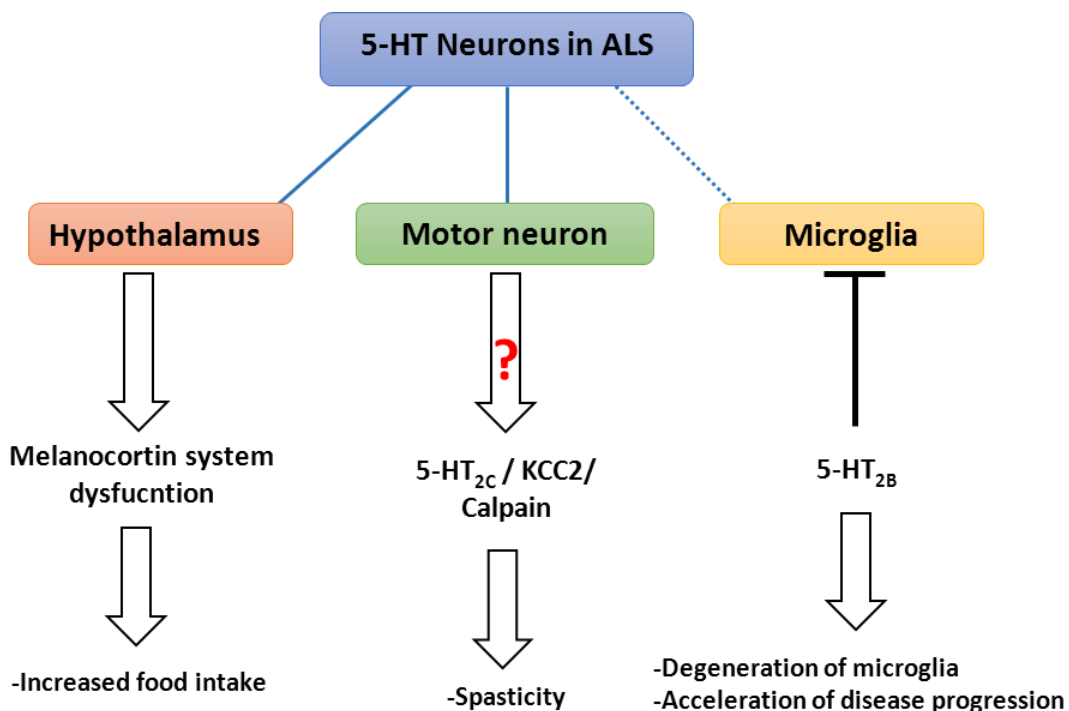 5-HT Neurons in ALS
Hypothalamus
Motor neuron
Microglia
?
Melanocortin system
dysfucntion
5-HT2C / KCC2/
Calpain
5-HT2B
-Increased food intake
-Spasticity
-Degeneration of microglia
-Acceleration of disease progression